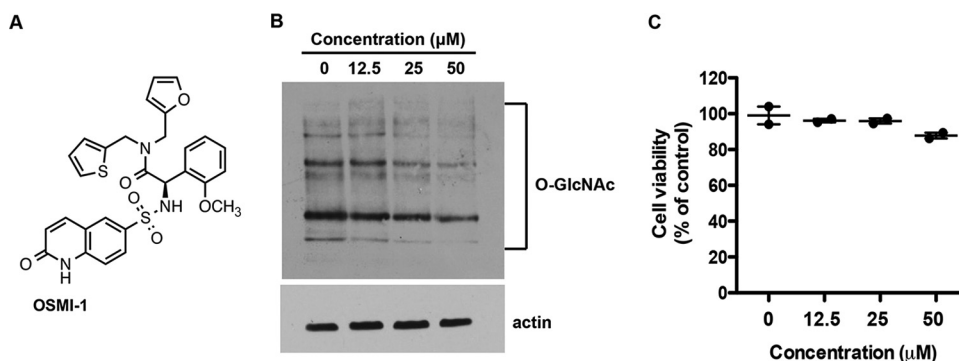 A
O
N
S
O
NH
OCH3
O
S
O
O
N
H
OSMI-1
B
Concentration (µM)
0 12.5 25 50
O-GlcNAc
actin
C
Cell viability
(% of control)
120
100
80
60
40
20
0
0 12.5 25 50
Concentration (µM)